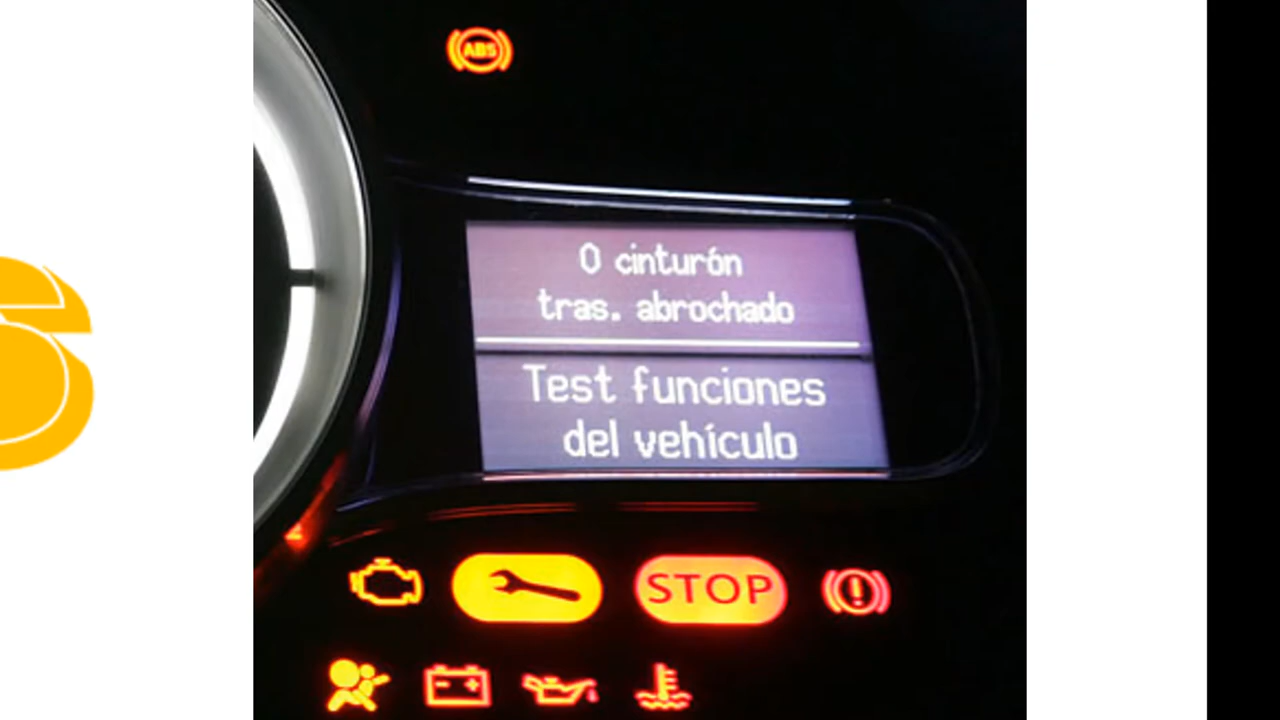 ABS
0 cinturón
tras. abrochado
Test funciones
del vehículo
STOP